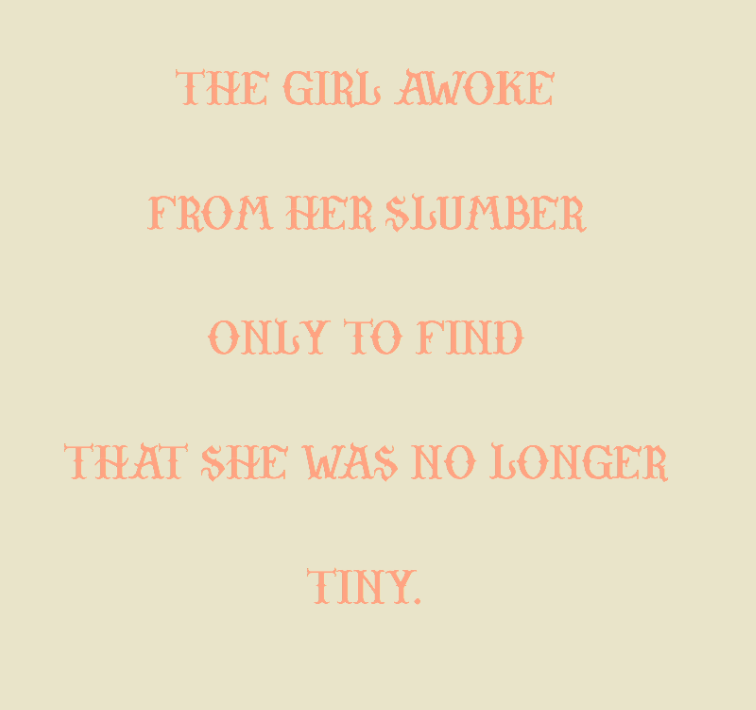 THE GIRL AWOKE
FROM HER SLUMBER
ONLY TO FIND
THAT SHE WAS NO LONGER
TINY.